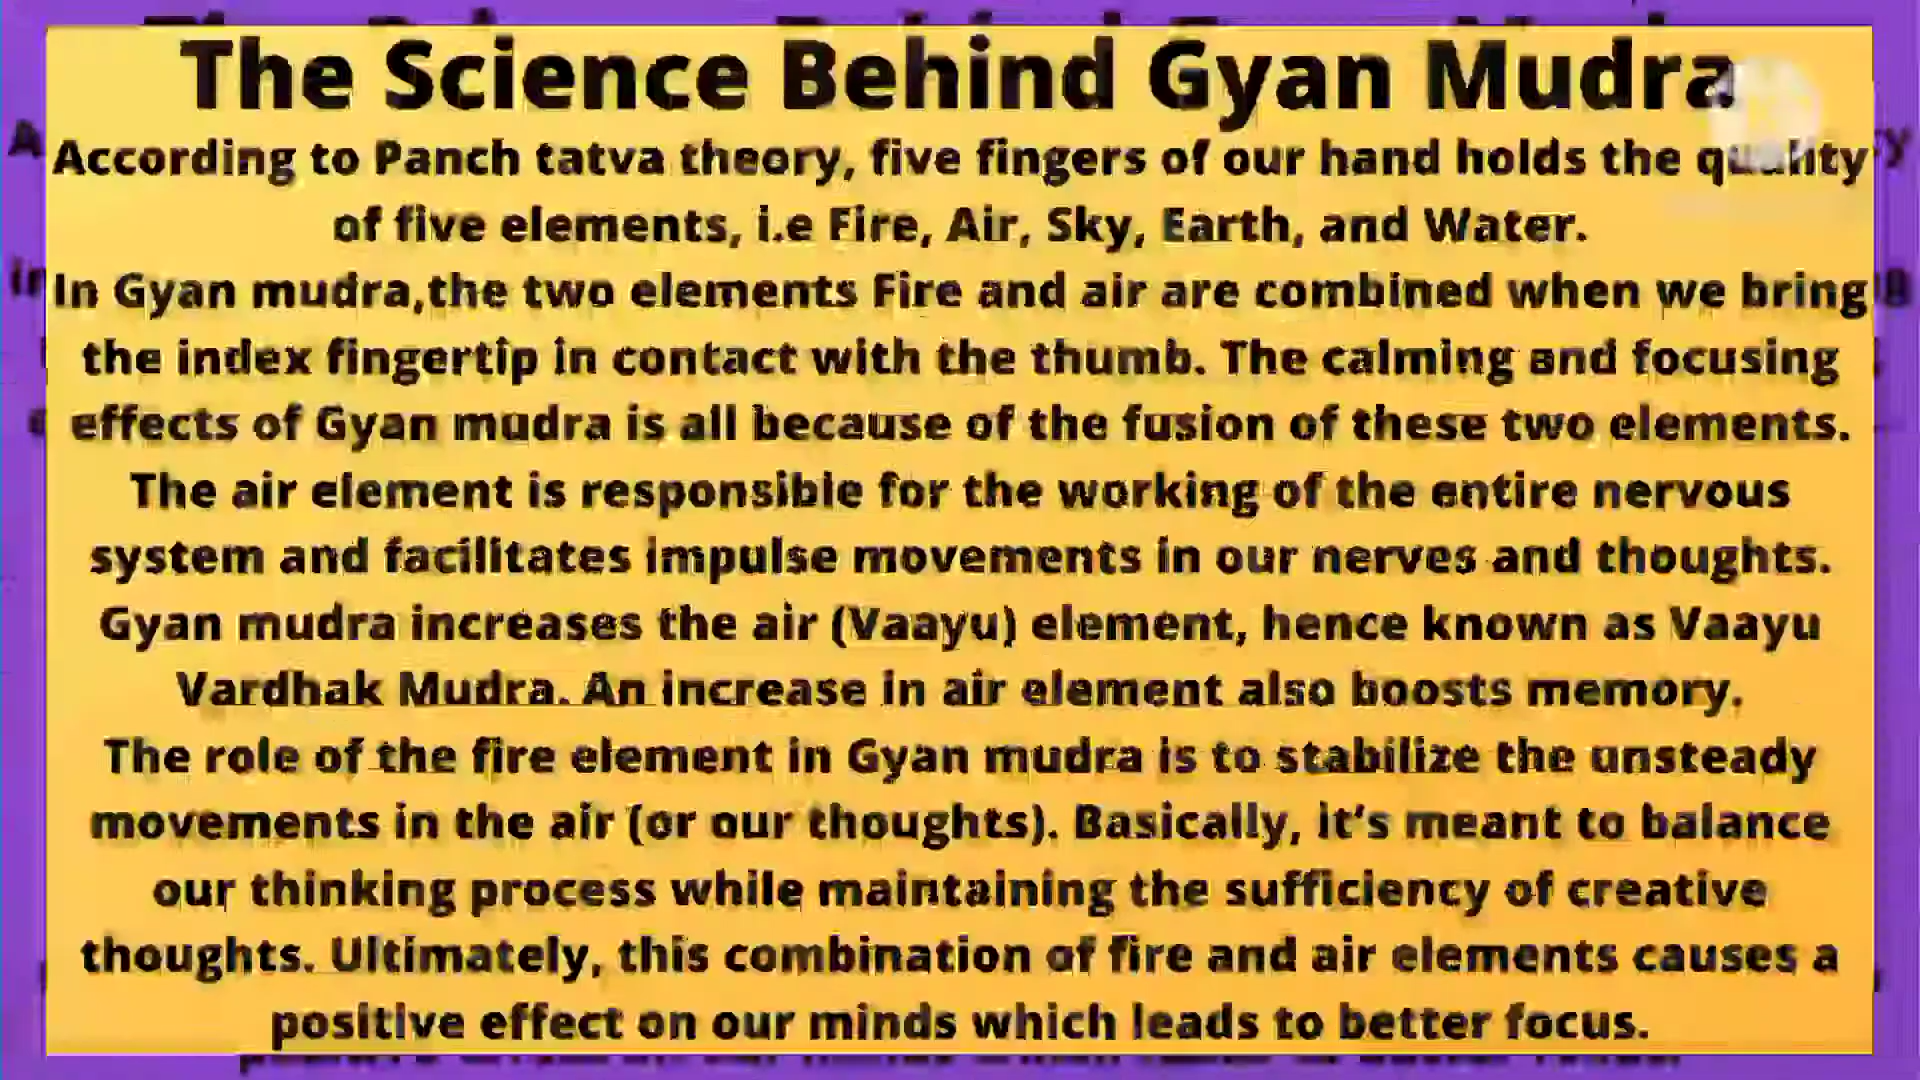 The Science Behind Gyan Mudra
According to Panch tatva theory, five fingers of our hand holds the quality
of five elements, i.e Fire, Air, Sky, Earth, and Water.
In Gyan mudra,the two elements Fire and air are combined when we bring
the index fingertip in contact with the thumb. The calming and focusing
effects of Gyan mudra is all because of the fusion of these two elements.
The air element is responsible for the working of the entire nervous
system and facilitates impulse movements in our nerves and thoughts.
Gyan mudra increases the air (Vaayu) element, hence known as Vaayu
Vardhak Mudra. An increase in air element also boosts memory.
The role of the fire element in Gyan mudra is to stabilize the unsteady
movements in the air (or our thoughts). Basically, it's meant to balance
our thinking process while maintaining the sufficiency of creative
thoughts. Ultimately, this combination of fire and air elements causes a
positive effect on our minds which leads to better focus.